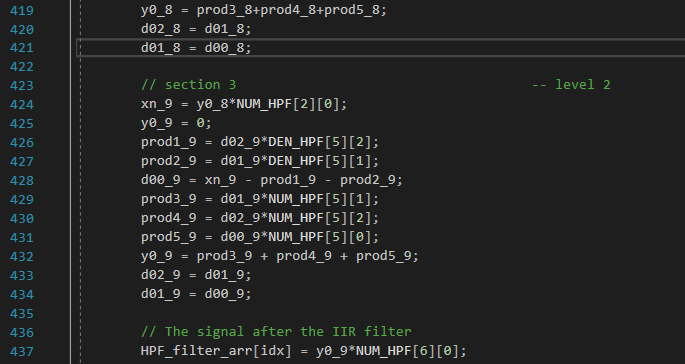 419 y0_8 = prod3_8+prod4_8+prod5_8;
420 d02_8 = d01_8;
421 d01_8 = d00_8;
422
423 // section 3 -- level 2
424 xn_9 = y0_8*NUM_HPF[2][0];
425 y0_9 = 0;
426 prod1_9 = d02_9*DEN_HPF[5][2];
427 prod2_9 = d01_9*DEN_HPF[5][1];
428 d00_9 = xn_9 - prod1_9 - prod2_9;
429 prod3_9 = d01_9*NUM_HPF[5][1];
430 prod4_9 = d02_9*NUM_HPF[5][2];
431 prod5_9 = d00_9*NUM_HPF[5][0];
432 y0_9 = prod3_9 + prod4_9 + prod5_9;
433 d02_9 = d01_9;
434 d01_9 = d00_9;
435
436 // The signal after the IIR filter
437 HPF_filter_arr[idx] = y0_9*NUM_HPF[6][0];